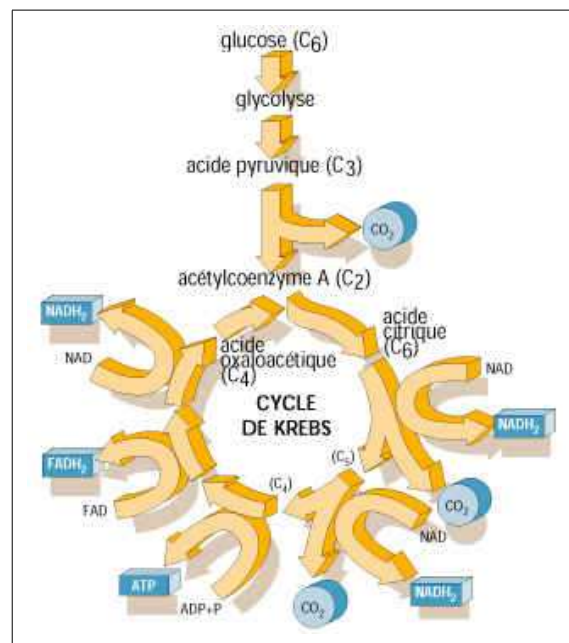 glucose (C6)
glycolyse
acide pyruvique (C3)
CO2
acétylcoenzyme A (C2)
NADH2
NAD
acide
oxaloacétique
(C4)
acide
citrique
(C6)
NAD
NADH2
CYCLE
DE KREBS
FADH2
FAD
(C4)
(C5)
CO2
NAD
ATP
ADP+P
CO2
NADH2